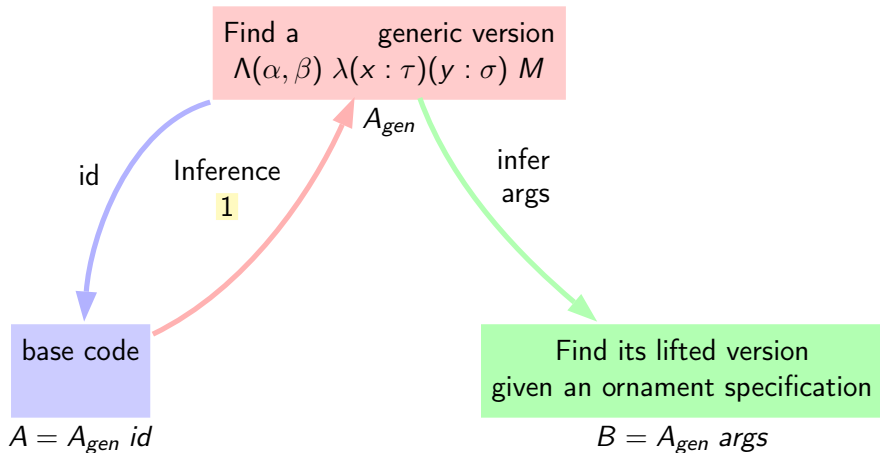 Find a generic version
Λ(α, β) λ(x : τ)(y : σ) M
A_gen
id
Inference
1
infer
args
base code
Find its lifted version
given an ornament specification
A = A_gen id
B = A_gen args